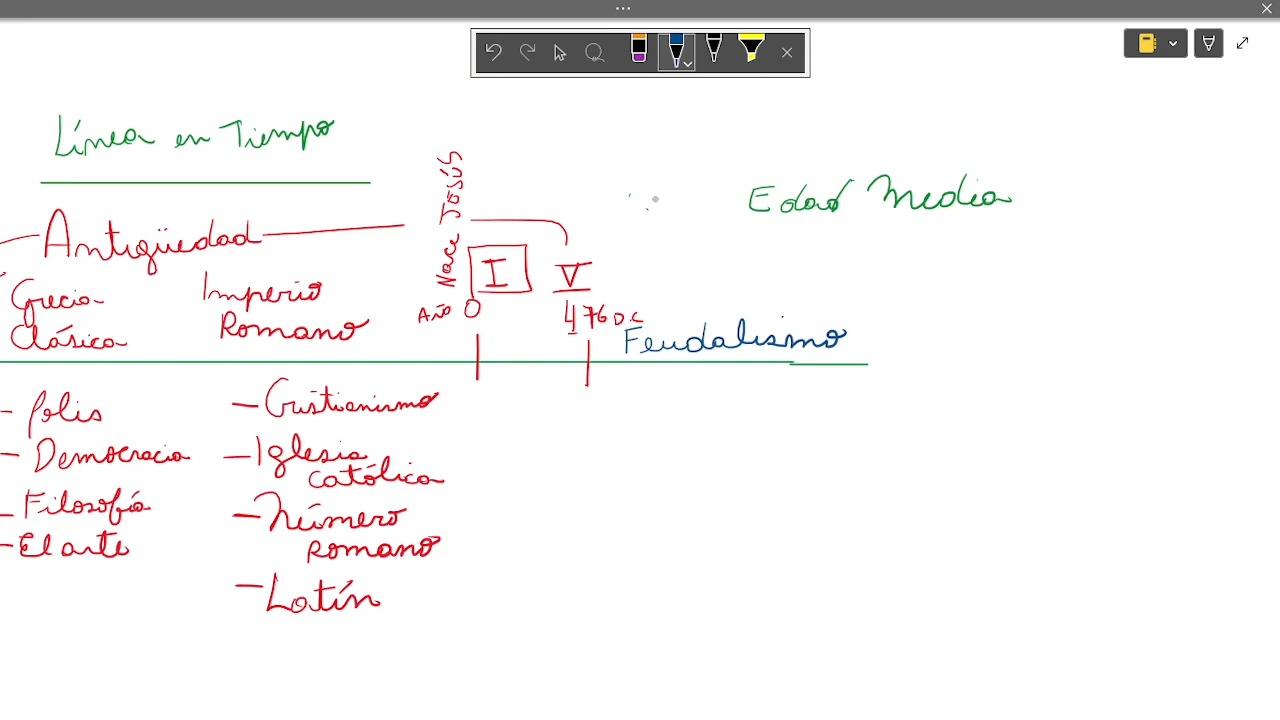 Línea en Tiempo
Edad Media
Antigüedad
Nace Jesús
I
V
Grecia
Clásica
Imperio
Romano
Año 0
476 D.C
Feudalismo
- Polis
- Democracia
- Filosofía
- El arte
- Cristianismo
- Iglesia
católica
- Número
romano
- Latín